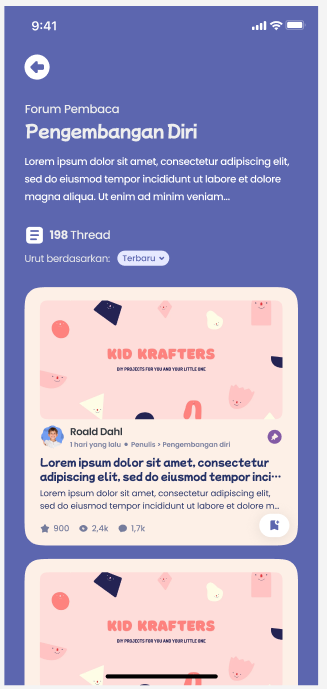 9:41
Forum Pembaca
Pengembangan Diri
Lorem ipsum dolor sit amet, consectetur adipiscing elit,
sed do eiusmod tempor incididunt ut labore et dolore
magna aliqua. Ut enim ad minim veniam...
198 Thread
Urut berdasarkan: Terbaru
KID KRAFTERS
DIY PROJECTS FOR YOU AND YOUR LITTLE ONE
Roald Dahl
1 hari yang lalu • Penulis > Pengembangan diri
Lorem ipsum dolor sit amet, consectetur
adipiscing elit, sed do eiusmod tempor inci...
Lorem ipsum dolor sit amet, consectetur adipiscing elit,
sed do eiusmod tempor incididunt ut labore et dolore m...
900 2,4k 1,7k
KID KRAFTERS
DIY PROJECTS FOR YOU AND YOUR LITTLE ONE